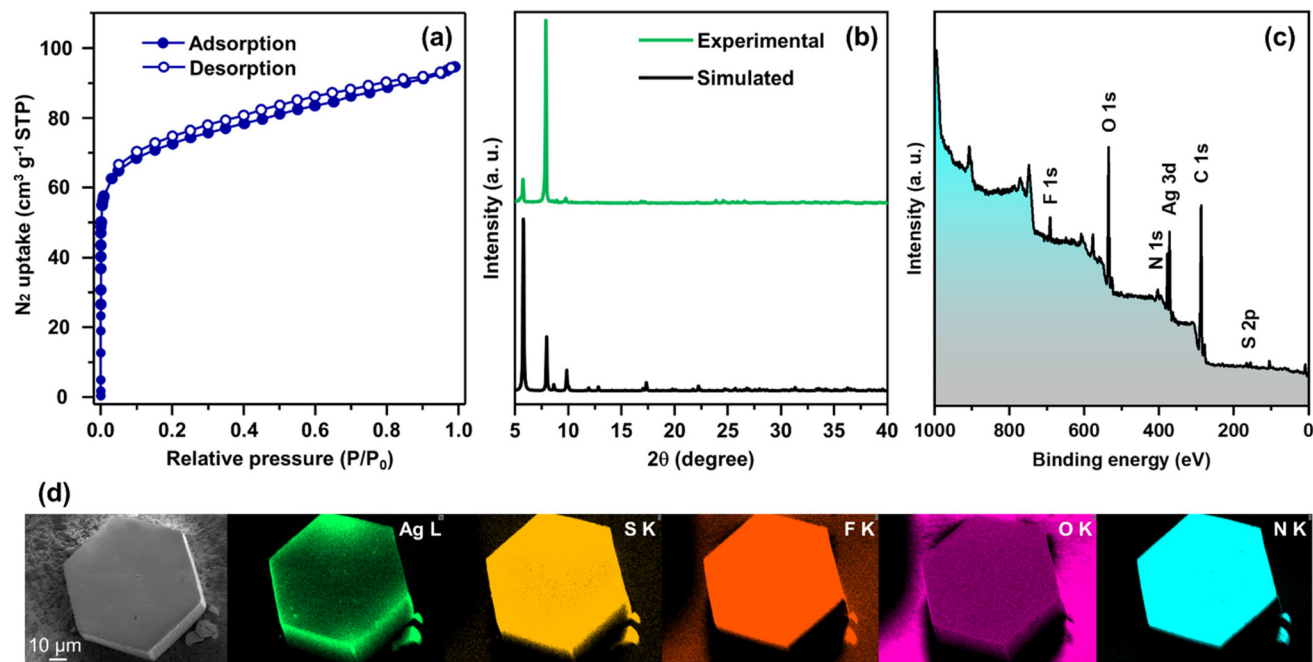 (a)
Adsorption
Desorption
N₂ uptake (cm³ g⁻¹ STP)
100
80
60
40
20
0
0.0 0.2 0.4 0.6 0.8 1.0
Relative pressure (P/P₀)
(b)
Experimental
Simulated
Intensity (a. u.)
5 10 15 20 25 30 35 40
2θ (degree)
(c)
F 1s
O 1s
N 1s
Ag 3d
C 1s
S 2p
Intensity (a. u.)
1000 800 600 400 200 0
Binding energy (eV)
(d)
Ag L
S K
F K
O K
N K
10 µm